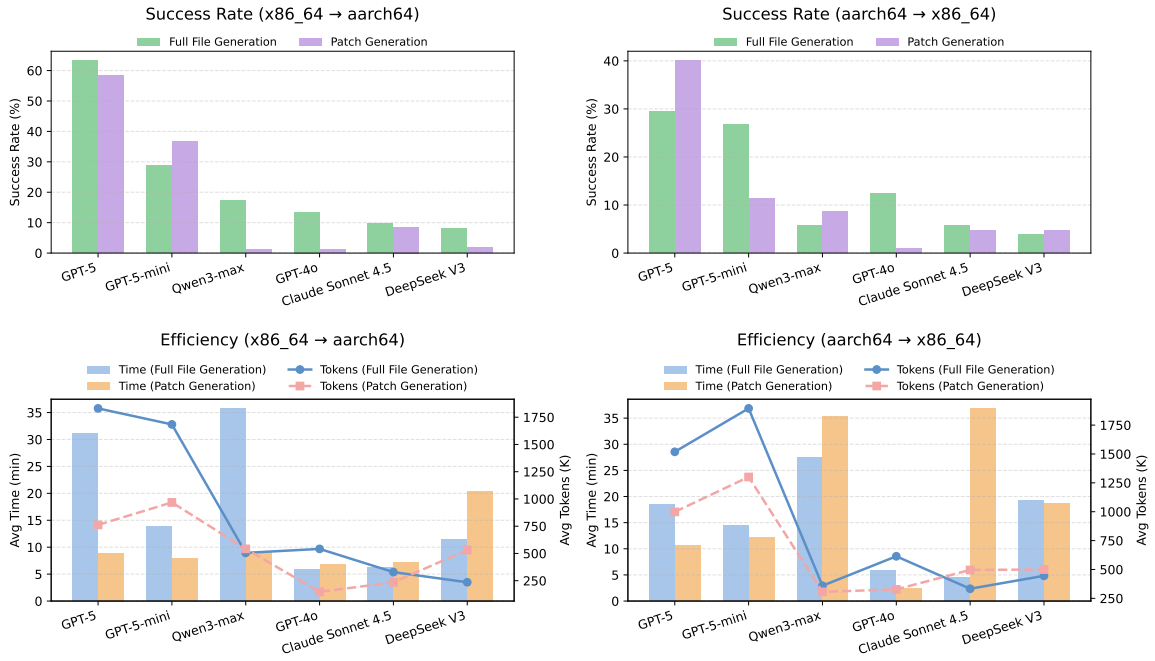 Success Rate (x86_64 → aarch64)
Full File Generation
Patch Generation
Success Rate (%)
60
50
40
30
20
10
0
GPT-5
GPT-5-mini
Qwen3-max
GPT-4o
Claude Sonnet 4.5
DeepSeek V3
Success Rate (aarch64 → x86_64)
Full File Generation
Patch Generation
Success Rate (%)
40
30
20
10
0
GPT-5
GPT-5-mini
Qwen3-max
GPT-4o
Claude Sonnet 4.5
DeepSeek V3
Efficiency (x86_64 → aarch64)
Time (Full File Generation)
Time (Patch Generation)
Tokens (Full File Generation)
Tokens (Patch Generation)
Avg Time (min)
35
30
25
20
15
10
5
0
Avg Tokens (K)
1750
1500
1250
1000
750
500
250
GPT-5
GPT-5-mini
Qwen3-max
GPT-4o
Claude Sonnet 4.5
DeepSeek V3
Efficiency (aarch64 → x86_64)
Time (Full File Generation)
Time (Patch Generation)
Tokens (Full File Generation)
Tokens (Patch Generation)
Avg Time (min)
35
30
25
20
15
10
5
0
Avg Tokens (K)
1750
1500
1250
1000
750
500
250
GPT-5
GPT-5-mini
Qwen3-max
GPT-4o
Claude Sonnet 4.5
DeepSeek V3